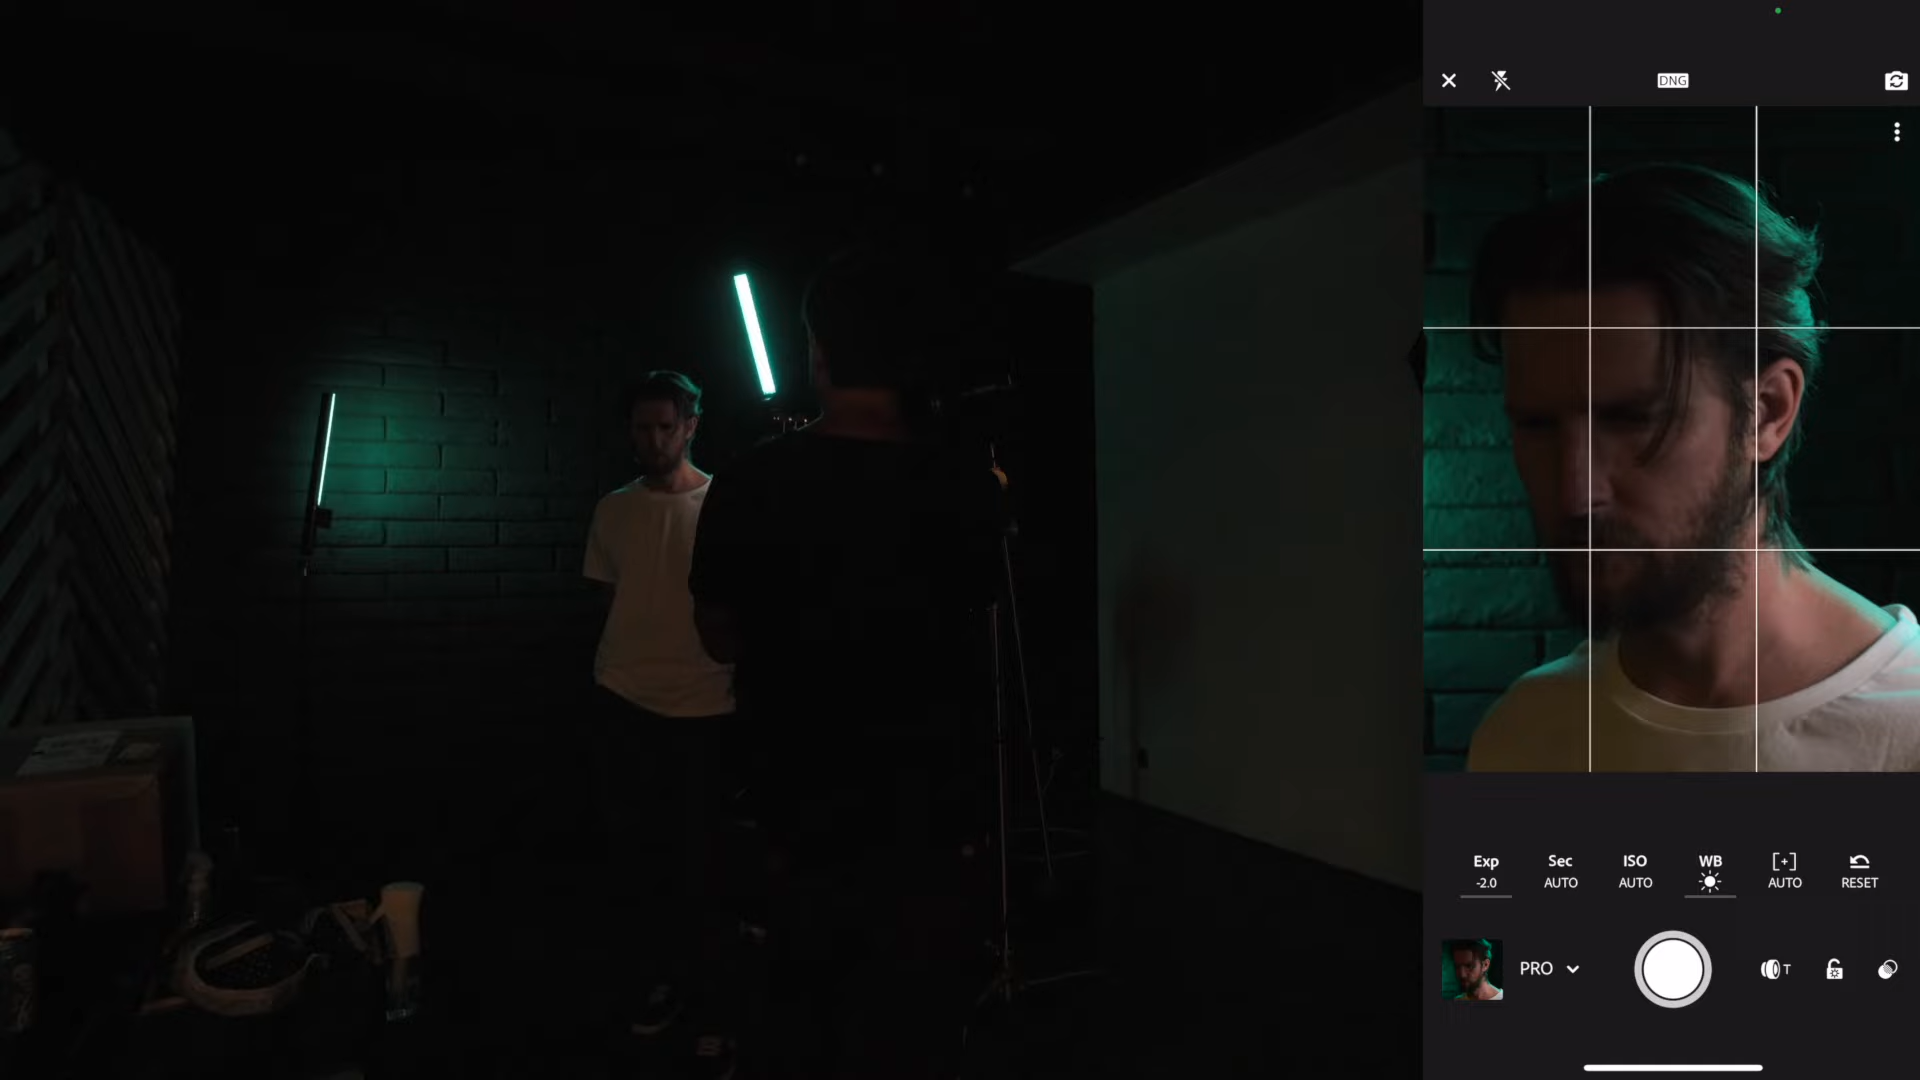 DNG
Exp Sec ISO WB [+]
-2.0 AUTO AUTO AUTO RESET
PRO T